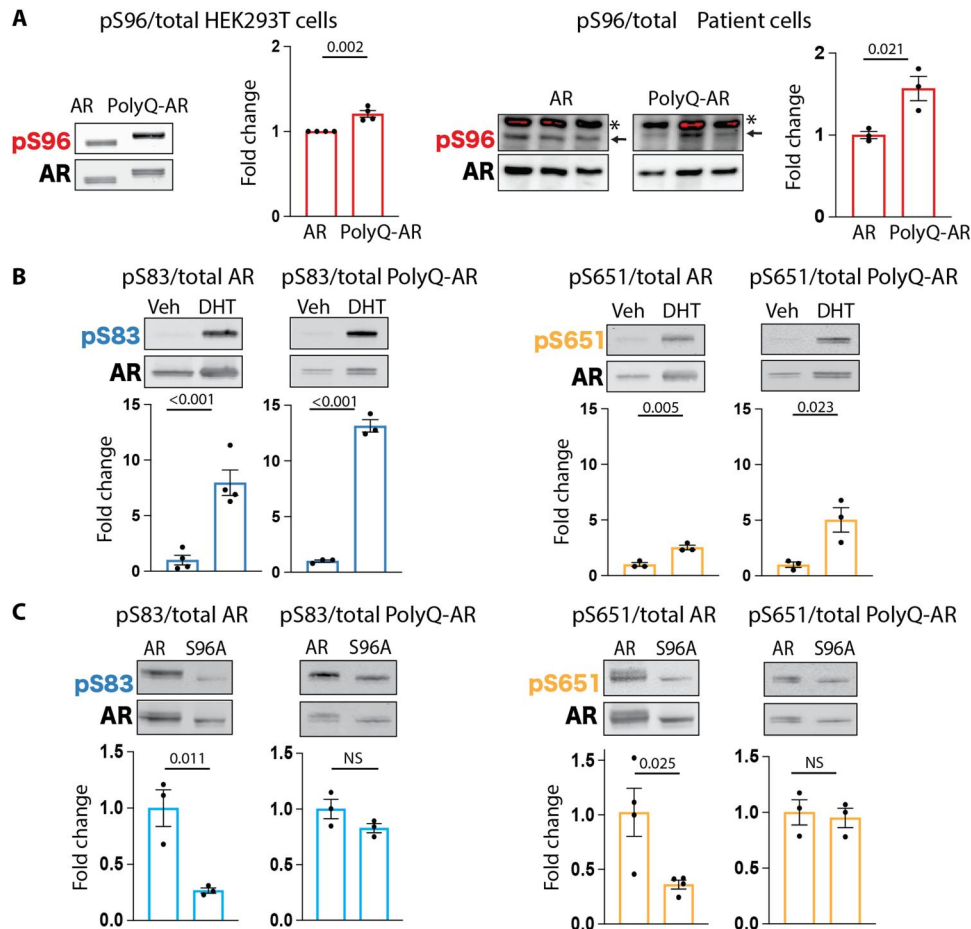 A
pS96/total HEK293T cells
AR PolyQ-AR
pS96
AR
Fold change
2
1
0
0.002
AR PolyQ-AR
pS96/total Patient cells
AR PolyQ-AR
pS96
*
*
AR
Fold change
2
1
0
0.021
AR PolyQ-AR
B
pS83/total AR
pS83/total PolyQ-AR
Veh DHT
Veh DHT
pS83
AR
Fold change
15
10
5
0
<0.001
15
10
5
0
<0.001
pS651/total AR
pS651/total PolyQ-AR
Veh DHT
Veh DHT
pS651
AR
Fold change
15
10
5
0
0.005
15
10
5
0
0.023
C
pS83/total AR
pS83/total PolyQ-AR
AR S96A
AR S96A
pS83
AR
Fold change
1.5
1.0
0.5
0.0
0.011
1.5
1.0
0.5
0.0
NS
pS651/total AR
pS651/total PolyQ-AR
AR S96A
AR S96A
pS651
AR
Fold change
1.5
1.0
0.5
0.0
0.025
1.5
1.0
0.5
0.0
NS